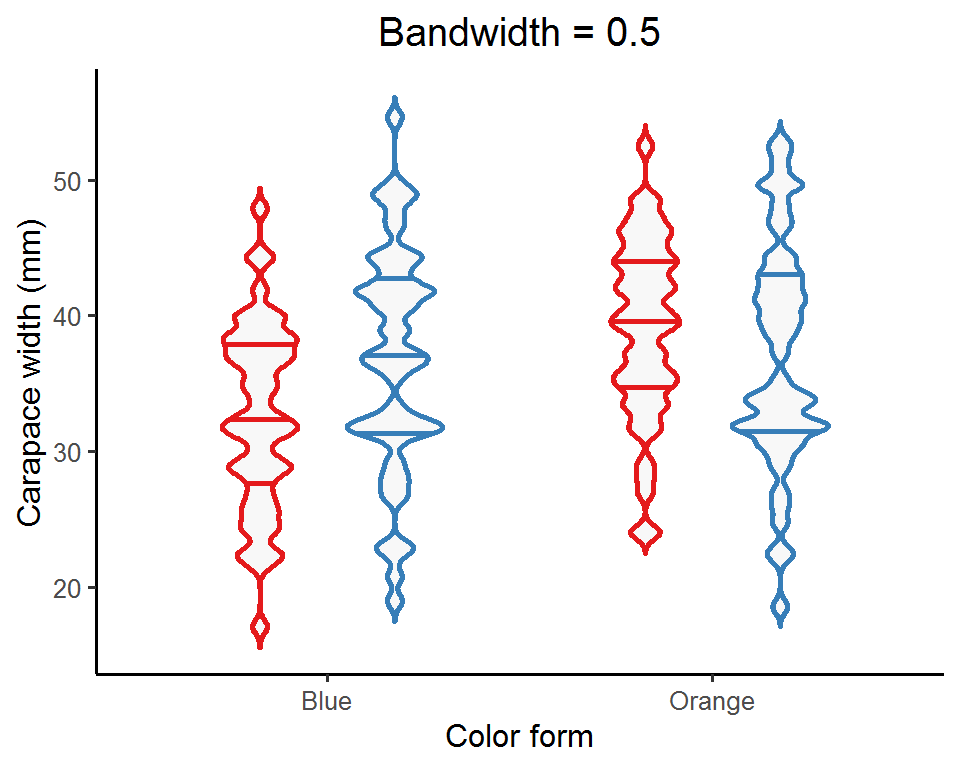 Bandwidth = 0.5
Carapace width (mm)
50
40
30
20
Blue
Orange
Color form